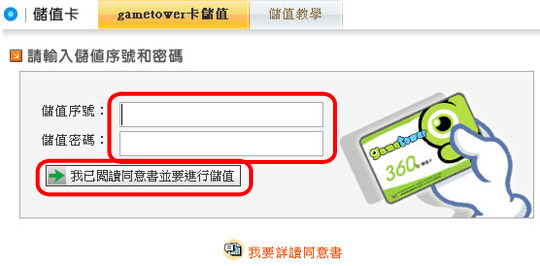 儲值卡 gametower卡儲值 儲值教學
請輸入儲值序號和密碼
儲值序號：
儲值密碼：
我已閱讀同意書並要進行儲值
gametower
360
我要詳讀同意書